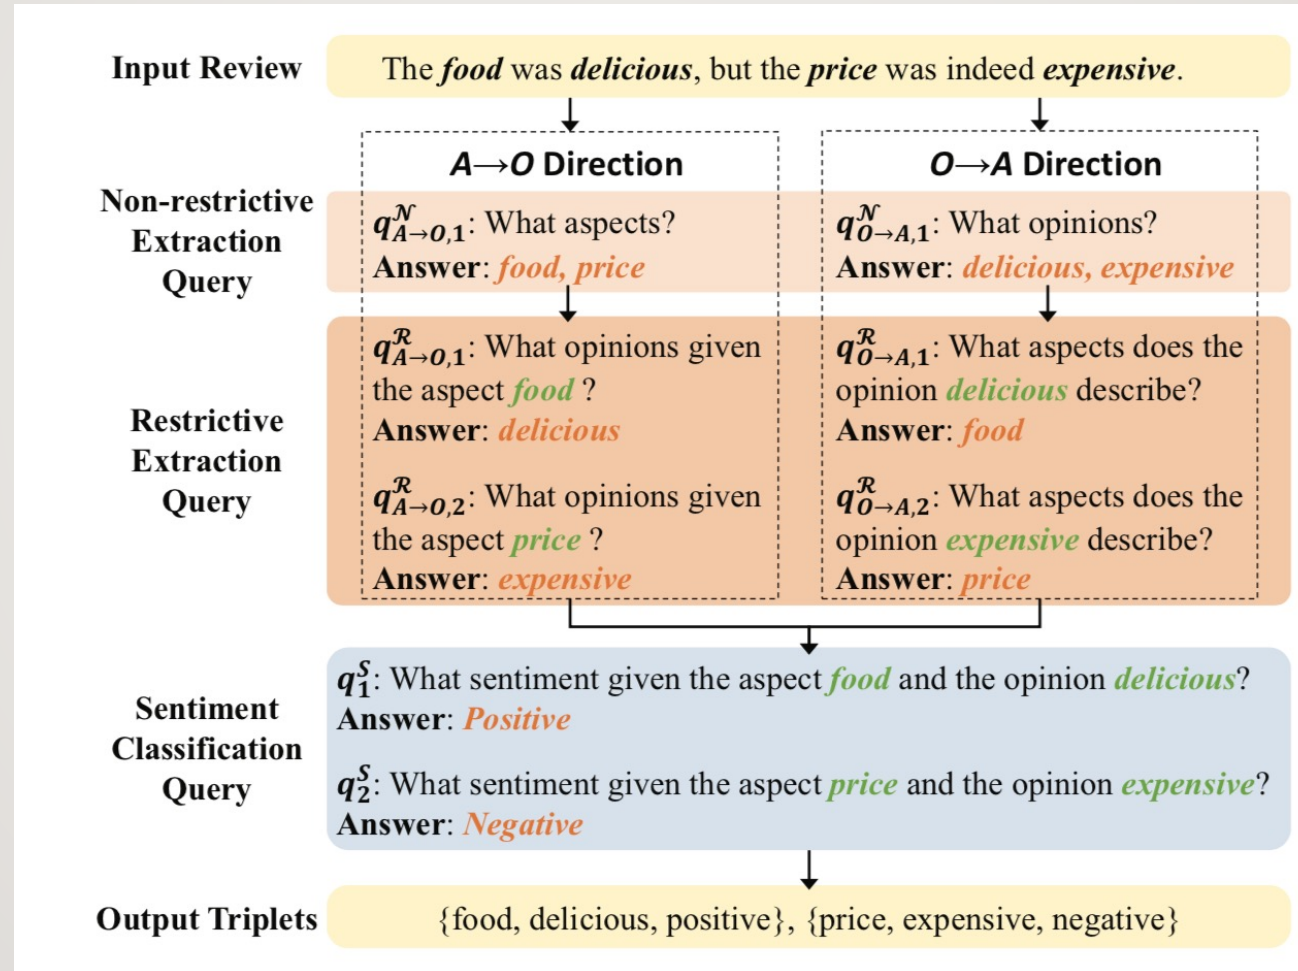 Input Review
The food was delicious, but the price was indeed expensive.
A→O Direction
O→A Direction
Non-restrictive
Extraction
Query
q^N_{A→O,1}: What aspects?
Answer: food, price
q^N_{O→A,1}: What opinions?
Answer: delicious, expensive
Restrictive
Extraction
Query
q^R_{A→O,1}: What opinions given
the aspect food ?
Answer: delicious
q^R_{A→O,2}: What opinions given
the aspect price ?
Answer: expensive
q^R_{O→A,1}: What aspects does the
opinion delicious describe?
Answer: food
q^R_{O→A,2}: What aspects does the
opinion expensive describe?
Answer: price
Sentiment
Classification
Query
q^S_1: What sentiment given the aspect food and the opinion delicious?
Answer: Positive
q^S_2: What sentiment given the aspect price and the opinion expensive?
Answer: Negative
Output Triplets
{food, delicious, positive}, {price, expensive, negative}